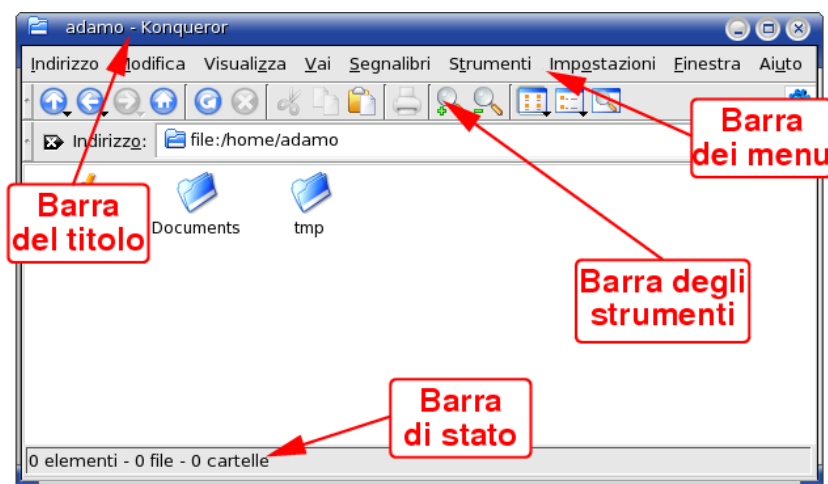 adamo - Konqueror
Indirizzo Modifica Visualizza Vai Segnalibri Strumenti Impostazioni Finestra Aiuto
Barra
dei menu
Indirizzo: file:/home/adamo
Barra
del titolo
Documents
tmp
Barra degli
strumenti
Barra
di stato
0 elementi - 0 file - 0 cartelle